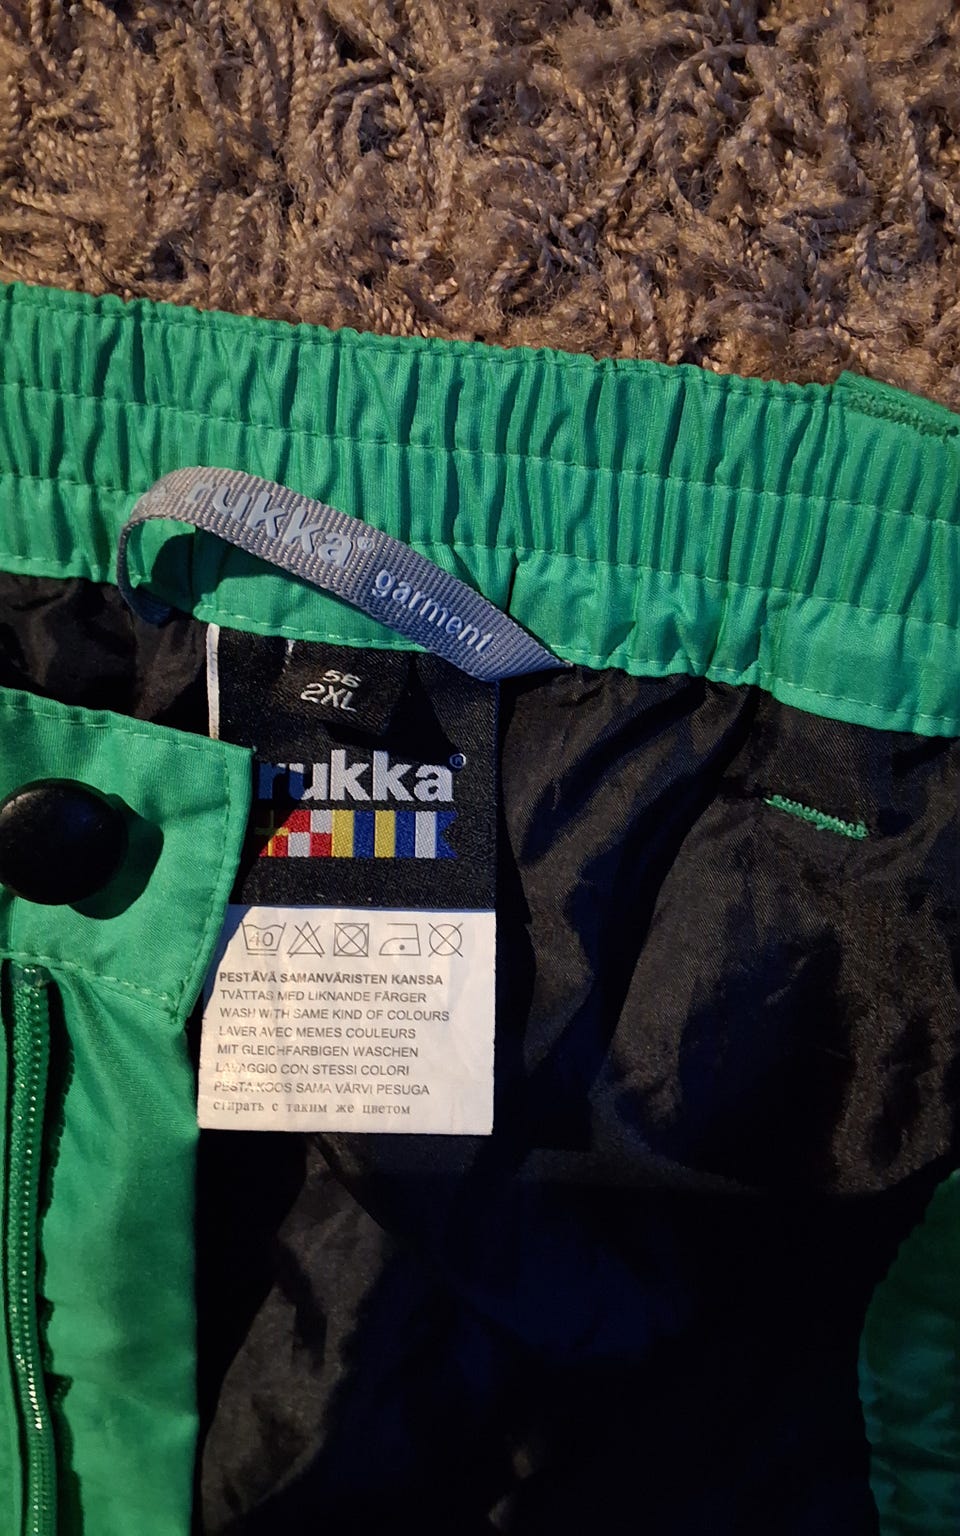 rukka®
garment
56
2XL
rukka®
40
PESTÄVÄ SAMANVÄRISTEN KANSSA
TVÄTTAS MED LIKNANDE FÄRGER
WASH WITH SAME KIND OF COLOURS
LAVER AVEC MEMES COULEURS
MIT GLEICHFARBIGEN WASCHEN
LAVAGGIO CON STESSI COLORI
PESTA KOOS SAMA VÄRVI PESUGA
стирать с таким же цветом